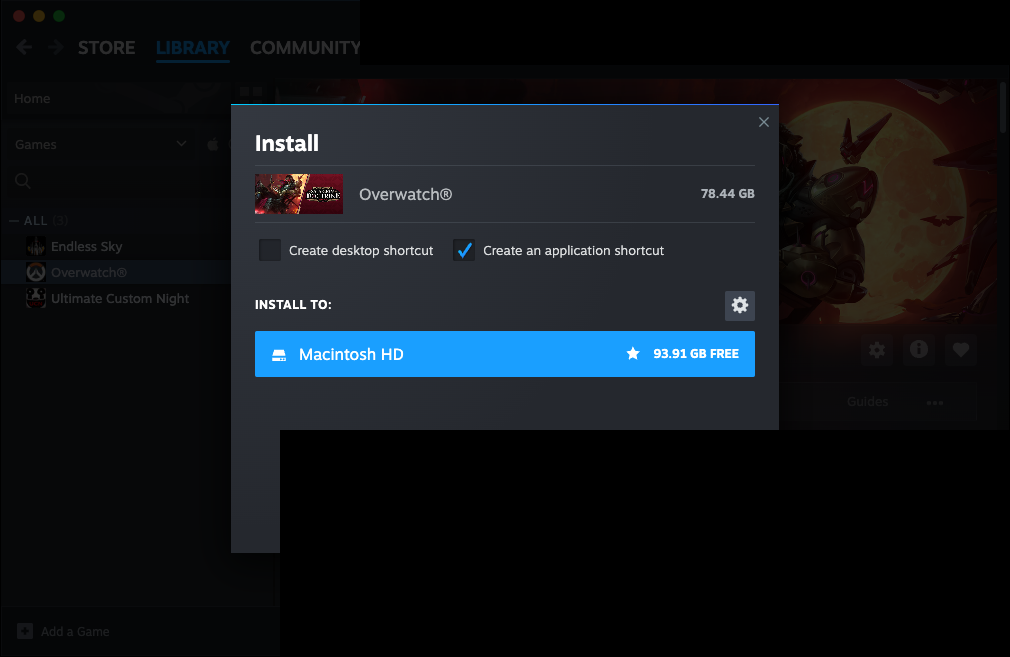 STORE LIBRARY COMMUNITY
Home
Games
ALL (3)
Endless Sky
Overwatch®
Ultimate Custom Night
Add a Game
Install
Overwatch® 78.44 GB
Create desktop shortcut Create an application shortcut
INSTALL TO:
Macintosh HD 93.91 GB FREE
Guides